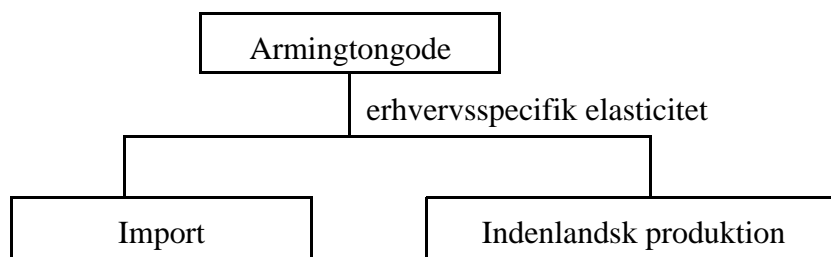 Armingtongode
erhvervsspecifik elasticitet
Import
Indenlandsk produktion